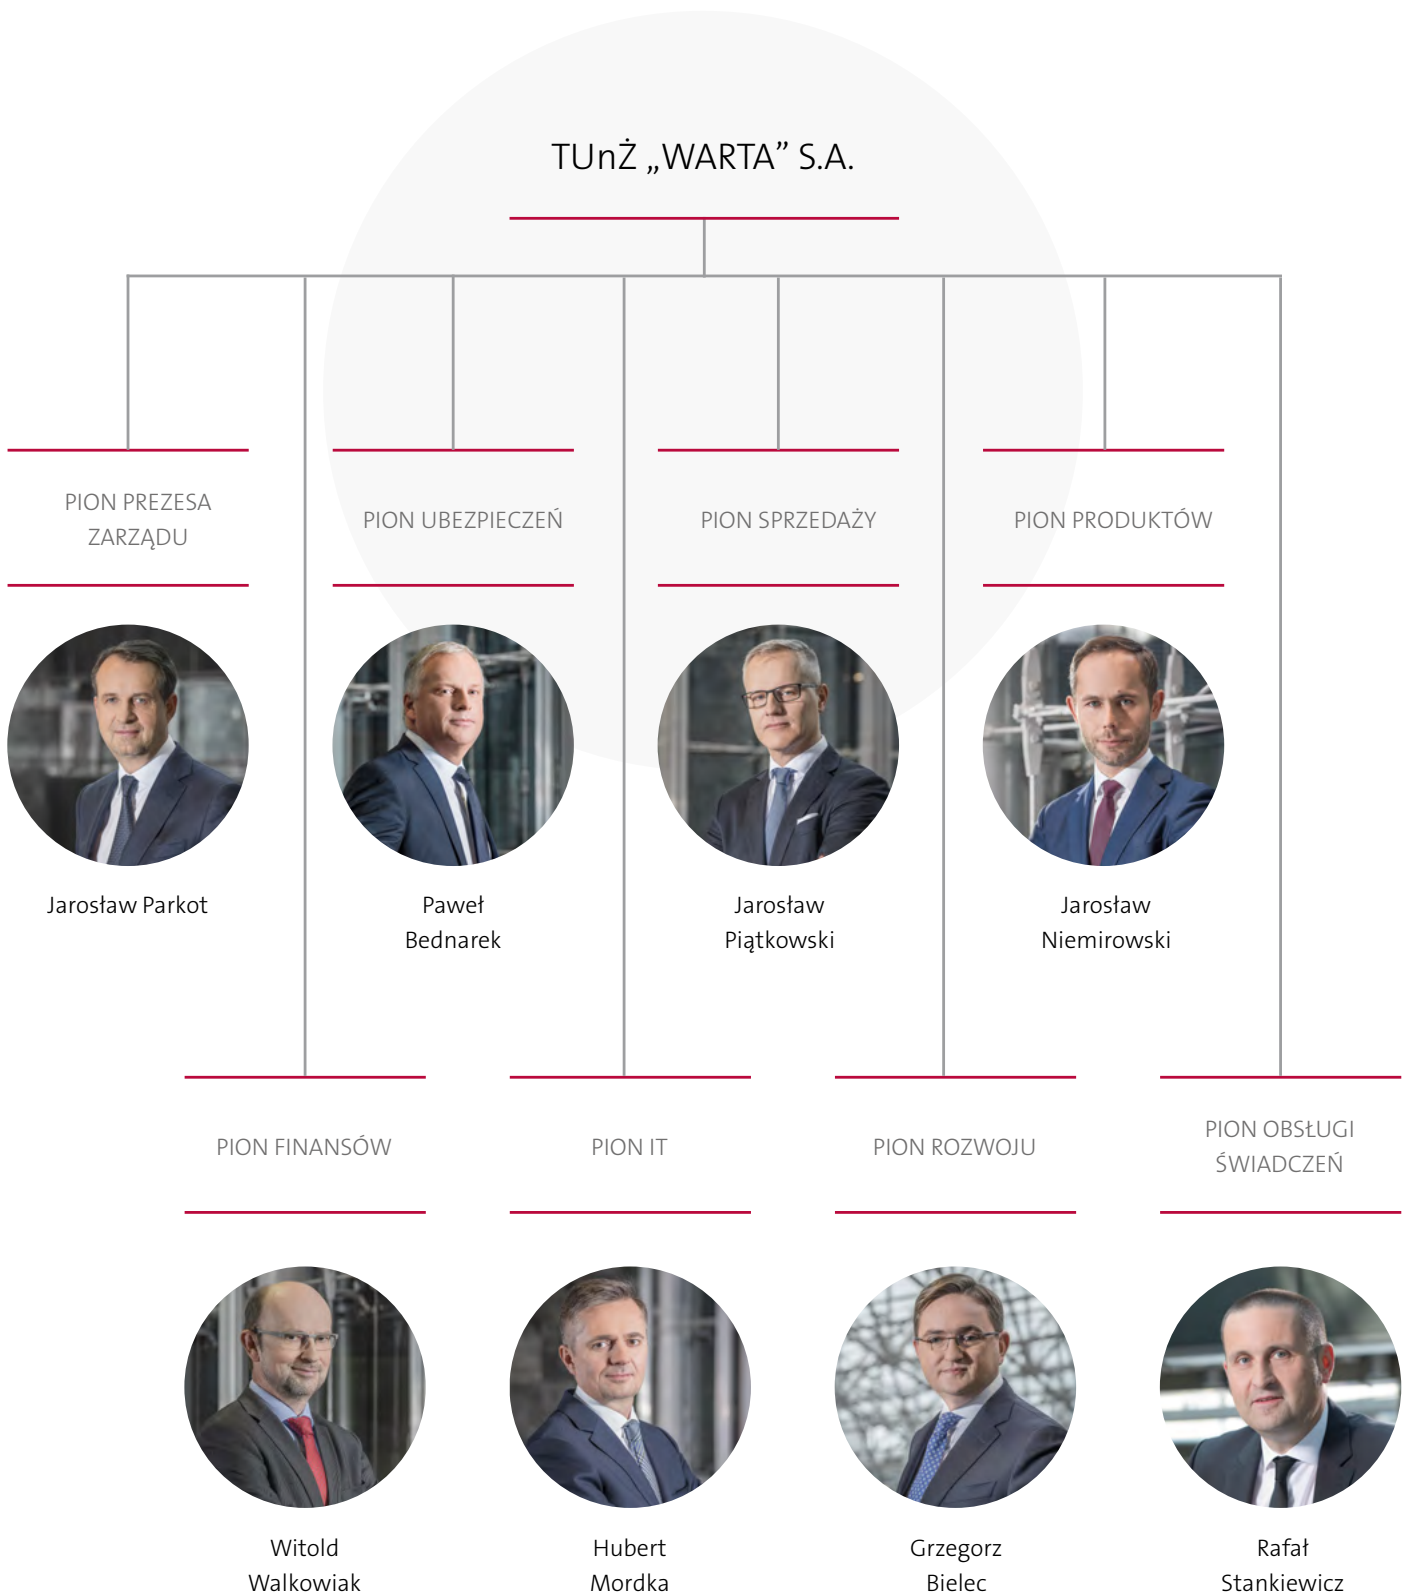 TUnŻ „WARTA” S.A.
PION PREZESA
ZARZĄDU
PION UBEZPIECZEŃ
PION SPRZEDAŻY
PION PRODUKTÓW
Jarosław Parkot
Paweł
Bednarek
Jarosław
Piątkowski
Jarosław
Niemirowski
PION FINANSÓW
PION IT
PION ROZWOJU
PION OBSŁUGI
ŚWIADCZEŃ
Witold
Walkowiak
Hubert
Mordka
Grzegorz
Bielec
Rafał
Stankiewicz